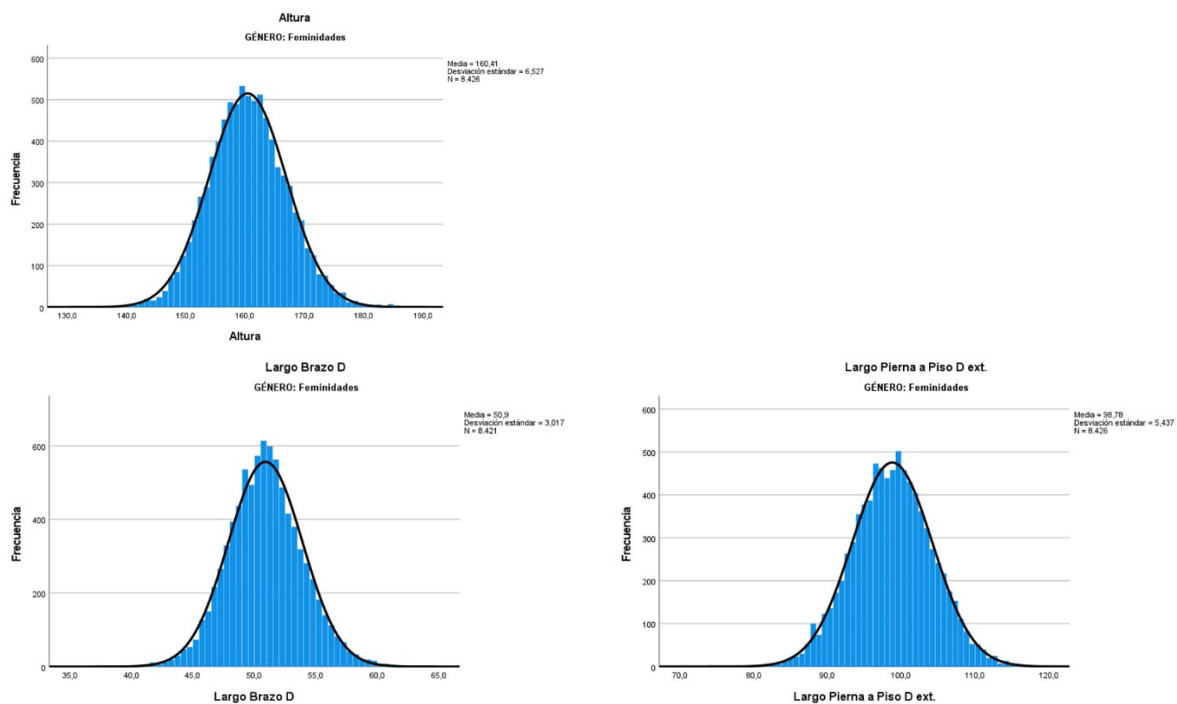 Altura
GÉNERO: Feminidades
Media = 160,41
Desviación estándar = 6,527
N = 8.426
Frecuencia
600
500
400
300
200
100
0
130,0 140,0 150,0 160,0 170,0 180,0 190,0
Altura
Largo Brazo D
GÉNERO: Feminidades
Media = 50,9
Desviación estándar = 3,017
N = 8.421
Frecuencia
600
400
200
0
35,0 40,0 45,0 50,0 55,0 60,0 65,0
Largo Brazo D
Largo Pierna a Piso D ext.
GÉNERO: Feminidades
Media = 98,78
Desviación estándar = 5,437
N = 8.426
Frecuencia
600
500
400
300
200
100
0
70,0 80,0 90,0 100,0 110,0 120,0
Largo Pierna a Piso D ext.